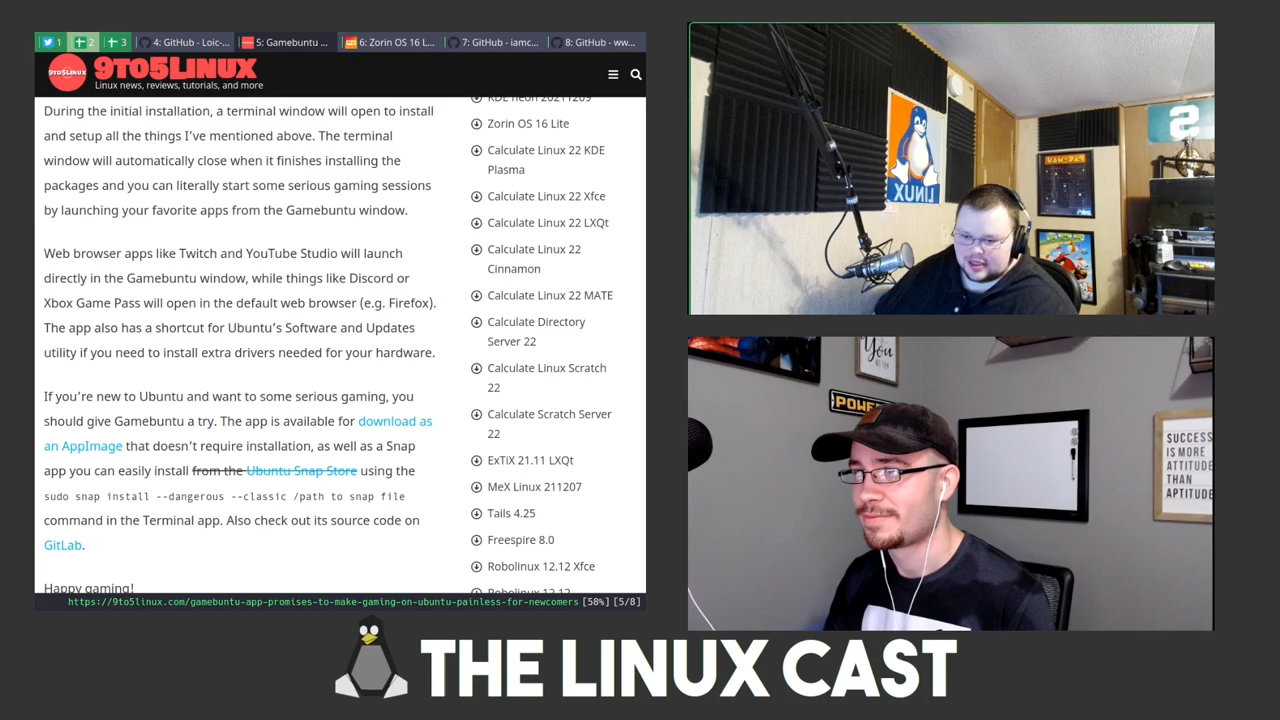 1
2
3
4: GitHub - Loic-...
5: Gamebuntu ...
6: Zorin OS 16 L...
7: GitHub - iamc...
8: GitHub - ww...
9TO5LINUX
9TO5LINUX
Linux news, reviews, tutorials, and more
During the initial installation, a terminal window will open to install
and setup all the things I've mentioned above. The terminal
window will automatically close when it finishes installing the
packages and you can literally start some serious gaming sessions
by launching your favorite apps from the Gamebuntu window.
Web browser apps like Twitch and YouTube Studio will launch
directly in the Gamebuntu window, while things like Discord or
Xbox Game Pass will open in the default web browser (e.g. Firefox).
The app also has a shortcut for Ubuntu's Software and Updates
utility if you need to install extra drivers needed for your hardware.
If you're new to Ubuntu and want to some serious gaming, you
should give Gamebuntu a try. The app is available for download as
an AppImage that doesn't require installation, as well as a Snap
app you can easily install from the Ubuntu Snap Store using the
sudo snap install --dangerous --classic /path to snap file
command in the Terminal app. Also check out its source code on
GitLab.
Happy gaming!
KDE neon 20211209
Zorin OS 16 Lite
Calculate Linux 22 KDE
Plasma
Calculate Linux 22 Xfce
Calculate Linux 22 LXQt
Calculate Linux 22
Cinnamon
Calculate Linux 22 MATE
Calculate Directory
Server 22
Calculate Linux Scratch
22
Calculate Scratch Server
22
ExTiX 21.11 LXQt
MeX Linux 211207
Tails 4.25
Freespire 8.0
Robolinux 12.12 Xfce
Robolinux 12.12
https://9to5linux.com/gamebuntu-app-promises-to-make-gaming-on-ubuntu-painless-for-newcomers [58%] [5/8]
LINUX
You
POWE
SUCCESS
IS MORE
ATTITUDE
THAN
APTITUDE
THE LINUX CAST